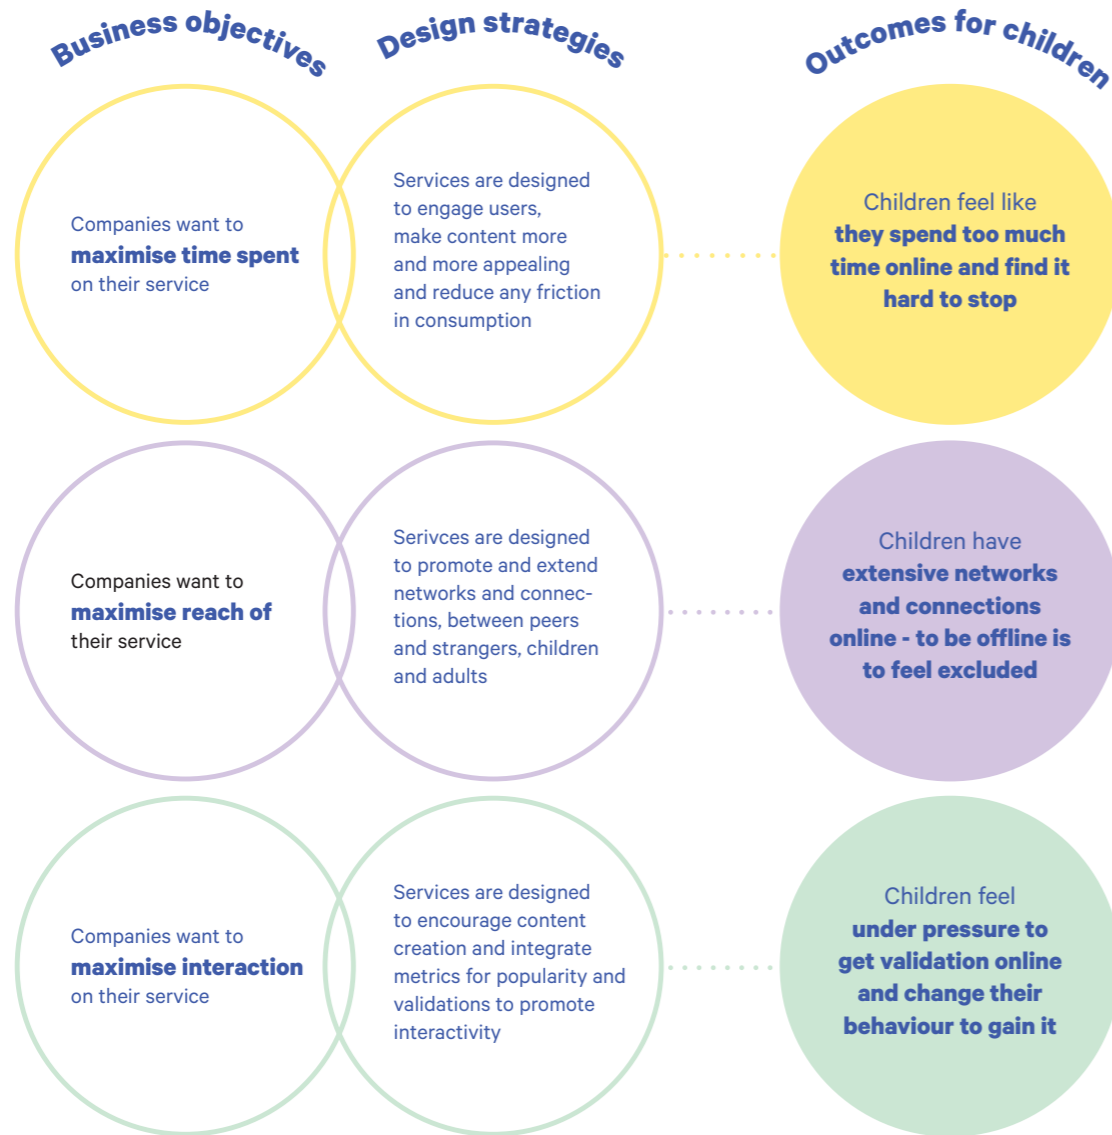 Business objectives
Design strategies
Outcomes for children
Companies want to
maximise time spent
on their service
Services are designed
to engage users,
make content more
and more appealing
and reduce any friction
in consumption
Children feel like
they spend too much
time online and find it
hard to stop
Companies want to
maximise reach of
their service
Serivces are designed
to promote and extend
networks and connec-
tions, between peers
and strangers, children
and adults
Children have
extensive networks
and connections
online - to be offline is
to feel excluded
Companies want to
maximise interaction
on their service
Services are designed
to encourage content
creation and integrate
metrics for popularity and
validations to promote
interactivity
Children feel
under pressure to
get validation online
and change their
behaviour to gain it